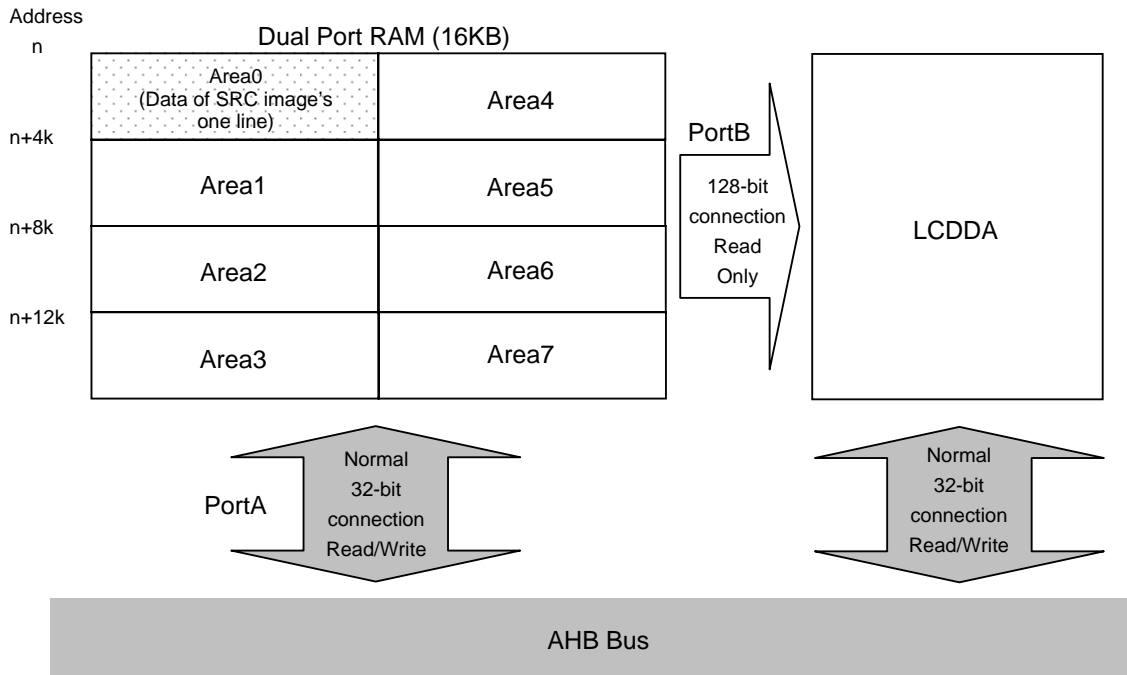 Address
n
Dual Port RAM (16KB)
Area0
(Data of SRC image's
one line)
Area4
n+4k
Area1
Area5
n+8k
Area2
Area6
n+12k
Area3
Area7
PortB
128-bit
connection
Read
Only
LCDDA
PortA
Normal
32-bit
connection
Read/Write
Normal
32-bit
connection
Read/Write
AHB Bus